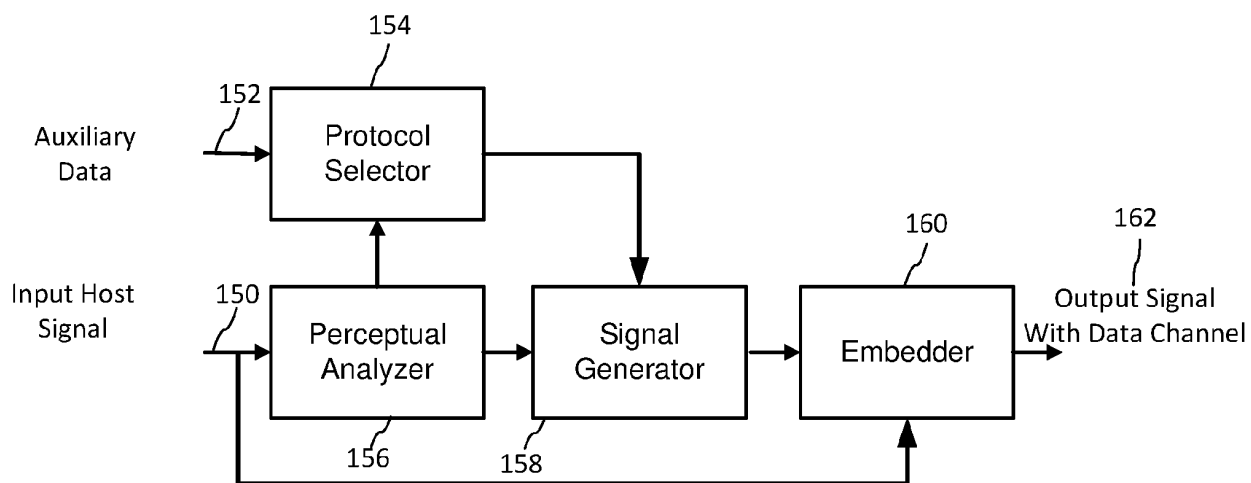 154
152
Auxiliary
Data
Protocol
Selector
160
162
Input Host
Signal
150
Perceptual
Analyzer
Signal
Generator
Embedder
Output Signal
With Data Channel
156
158